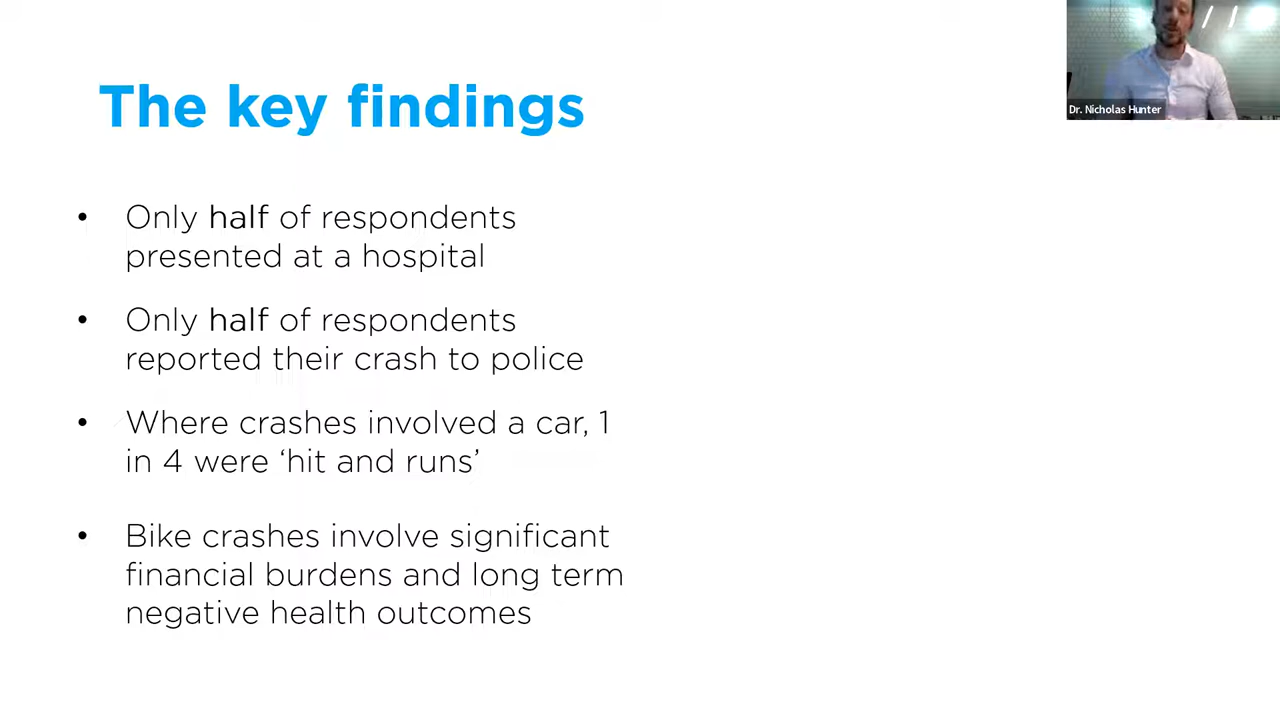 Dr. Nicholas Hunter
The key findings
• Only half of respondents
presented at a hospital
• Only half of respondents
reported their crash to police
• Where crashes involved a car, 1
in 4 were ‘hit and runs’
• Bike crashes involve significant
financial burdens and long term
negative health outcomes